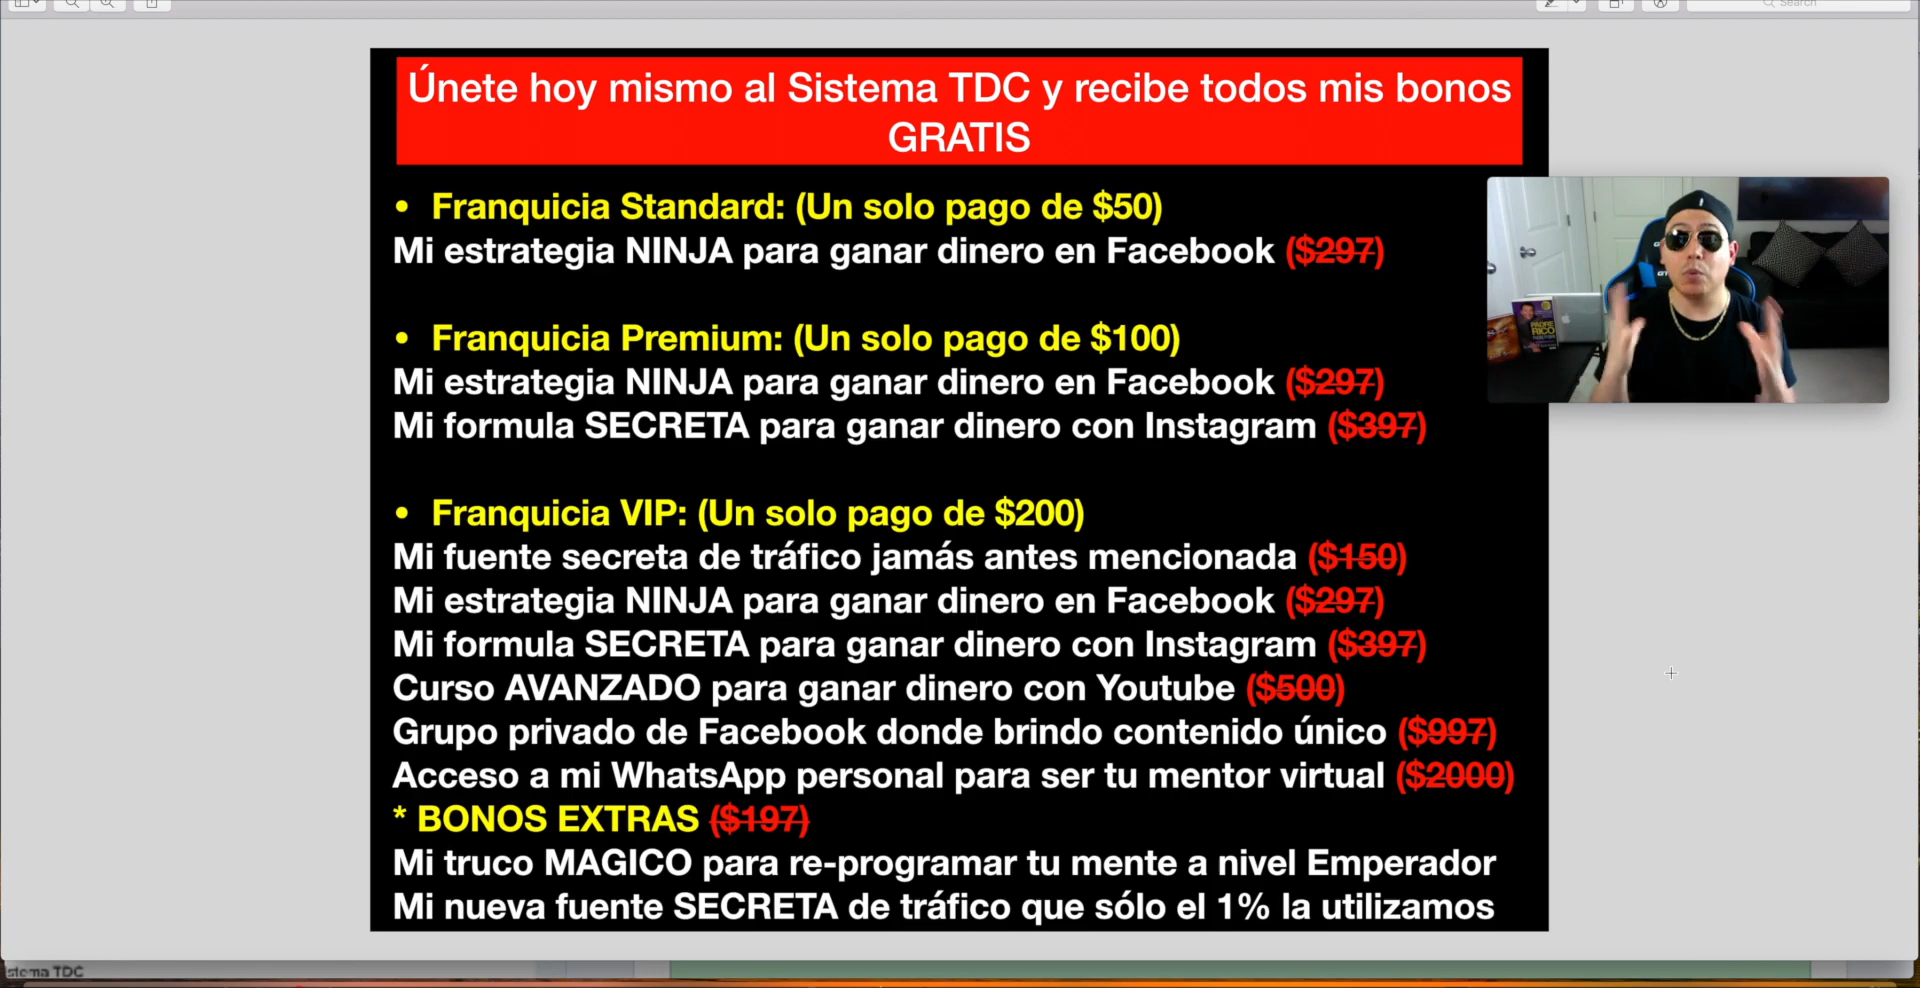 Search
Únete hoy mismo al Sistema TDC y recibe todos mis bonos
GRATIS
• Franquicia Standard: (Un solo pago de $50)
Mi estrategia NINJA para ganar dinero en Facebook ($297)
• Franquicia Premium: (Un solo pago de $100)
Mi estrategia NINJA para ganar dinero en Facebook ($297)
Mi formula SECRETA para ganar dinero con Instagram ($397)
• Franquicia VIP: (Un solo pago de $200)
Mi fuente secreta de tráfico jamás antes mencionada ($150)
Mi estrategia NINJA para ganar dinero en Facebook ($297)
Mi formula SECRETA para ganar dinero con Instagram ($397)
Curso AVANZADO para ganar dinero con Youtube ($500)
Grupo privado de Facebook donde brindo contenido único ($997)
Acceso a mi WhatsApp personal para ser tu mentor virtual ($2000)
* BONOS EXTRAS ($197)
Mi truco MAGICO para re-programar tu mente a nivel Emperador
Mi nueva fuente SECRETA de tráfico que sólo el 1% la utilizamos
PADRE
RICO
stema TDC